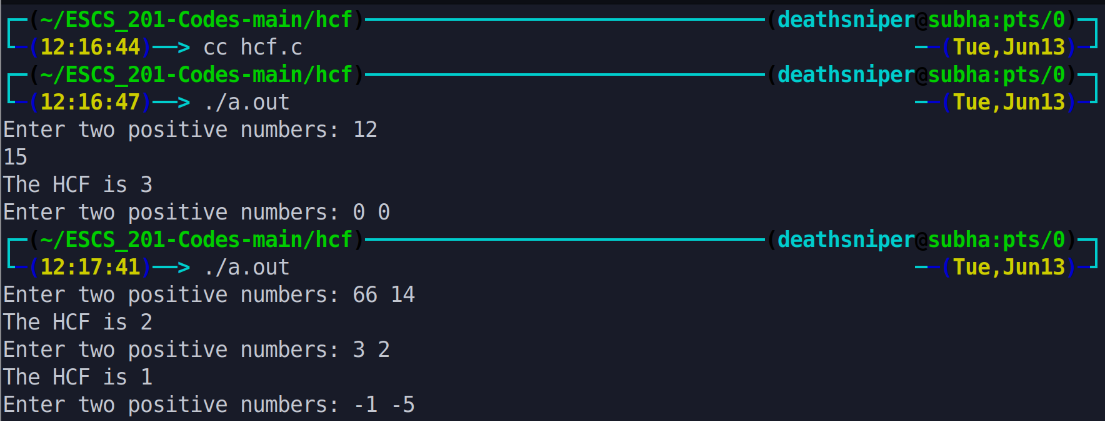 (~/ESCS_201-Codes-main/hcf) (deathsniper@subha:pts/0)
(12:16:44)—> cc hcf.c (Tue,Jun13)
(~/ESCS_201-Codes-main/hcf) (deathsniper@subha:pts/0)
(12:16:47)—> ./a.out (Tue,Jun13)
Enter two positive numbers: 12
15
The HCF is 3
Enter two positive numbers: 0 0
(~/ESCS_201-Codes-main/hcf) (deathsniper@subha:pts/0)
(12:17:41)—> ./a.out (Tue,Jun13)
Enter two positive numbers: 66 14
The HCF is 2
Enter two positive numbers: 3 2
The HCF is 1
Enter two positive numbers: -1 -5